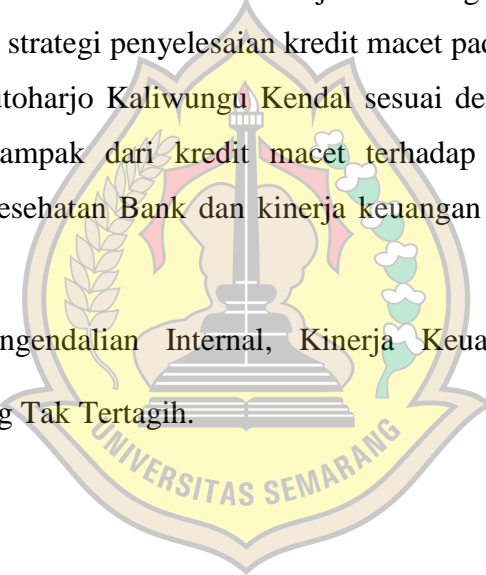 strategi penyelesaian kredit macet pad
utoharjo Kaliwungu Kendal sesuai de
ampak dari kredit macet terhadap
esehatan Bank dan kinerja keuangan
ngendalian Internal, Kinerja Keua
g Tak Tertagih.
UNIVERSITAS SEMARANG